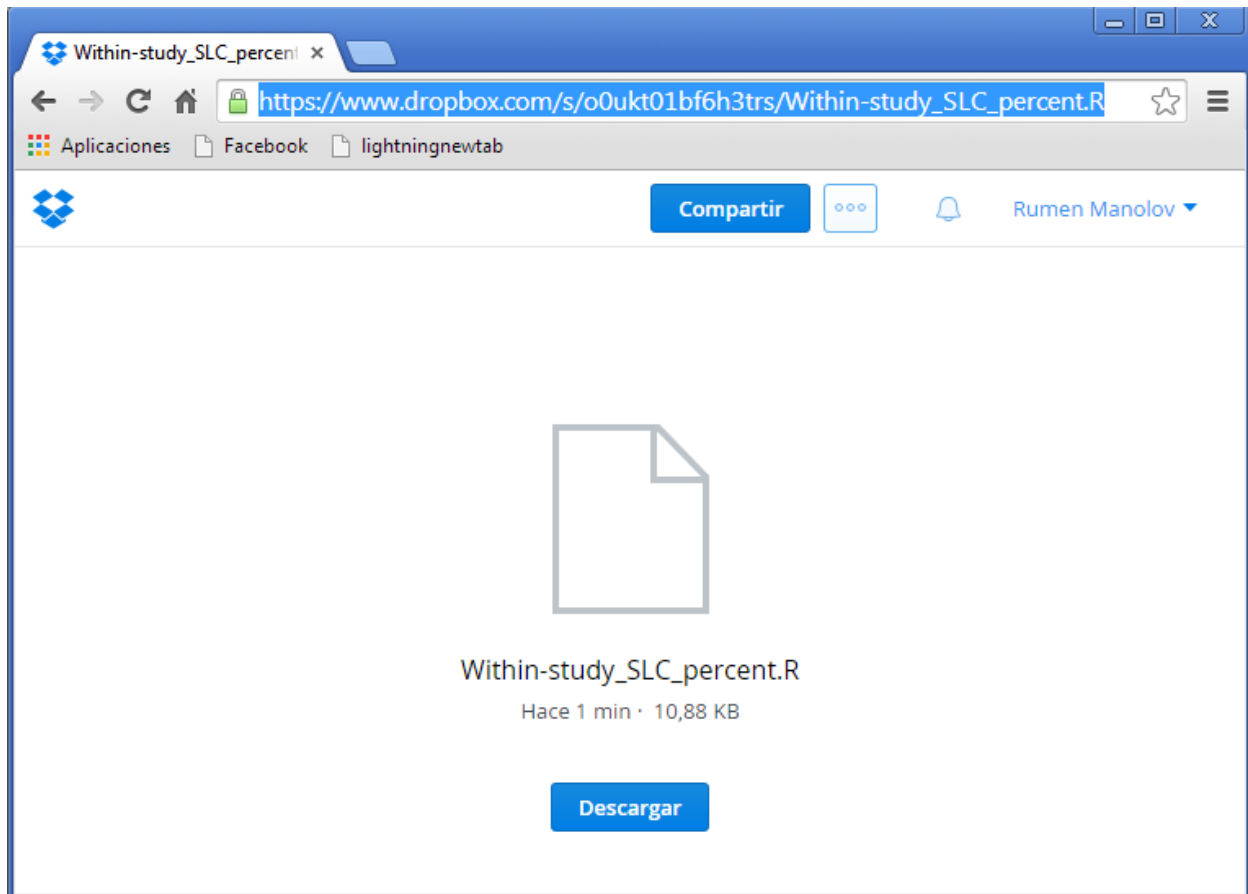 Within-study_SLC_percent
https://www.dropbox.com/s/o0ukt01bf6h3trs/Within-study_SLC_percent.R
Aplicaciones Facebook lightningnewtab
Compartir Rumen Manolov
Within-study_SLC_percent.R
Hace 1 min · 10,88 KB
Descargar